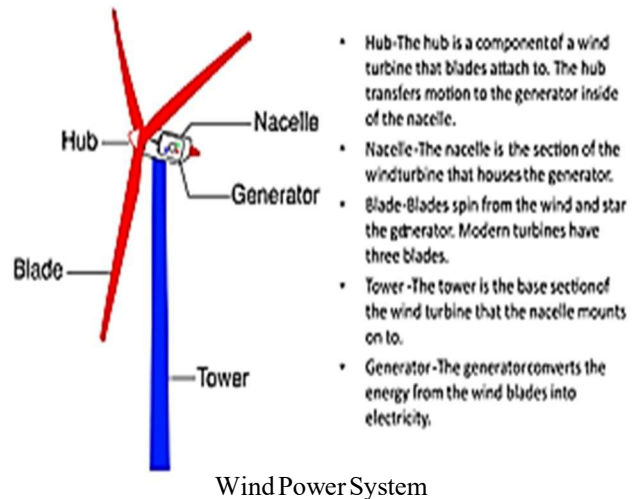 Hub
Nacelle
Generator
Blade
Tower
• Hub-The hub is a component of a wind
turbine that blades attach to. The hub
transfers motion to the generator inside
of the nacelle.
• Nacelle-The nacelle is the section of the
windturbine that houses the generator.
• Blade-Blades spin from the wind and star
the generator. Modern turbines have
three blades.
• Tower-The tower is the base section of
the wind turbine that the nacelle mounts
on to.
• Generator-The generator converts the
energy from the wind blades into
electricity.
Wind Power System